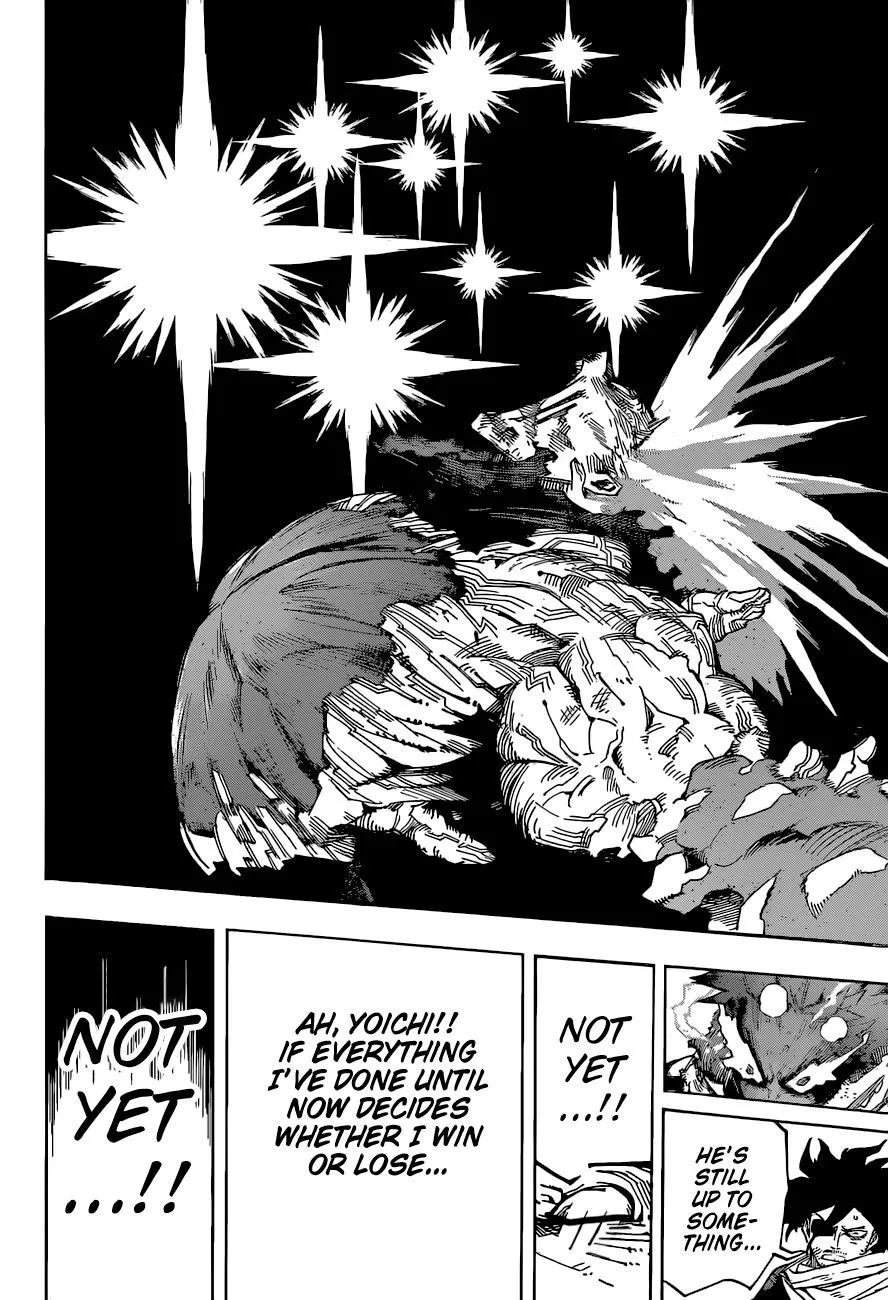 HE'S
STILL
UP TO
SOME-
THING...
NOT
YET
...!!
AH, YOICHI!!
IF EVERYTHING
I'VE DONE UNTIL
NOW DECIDES
WHETHER I WIN
OR LOSE...
NOT
YET
...!!